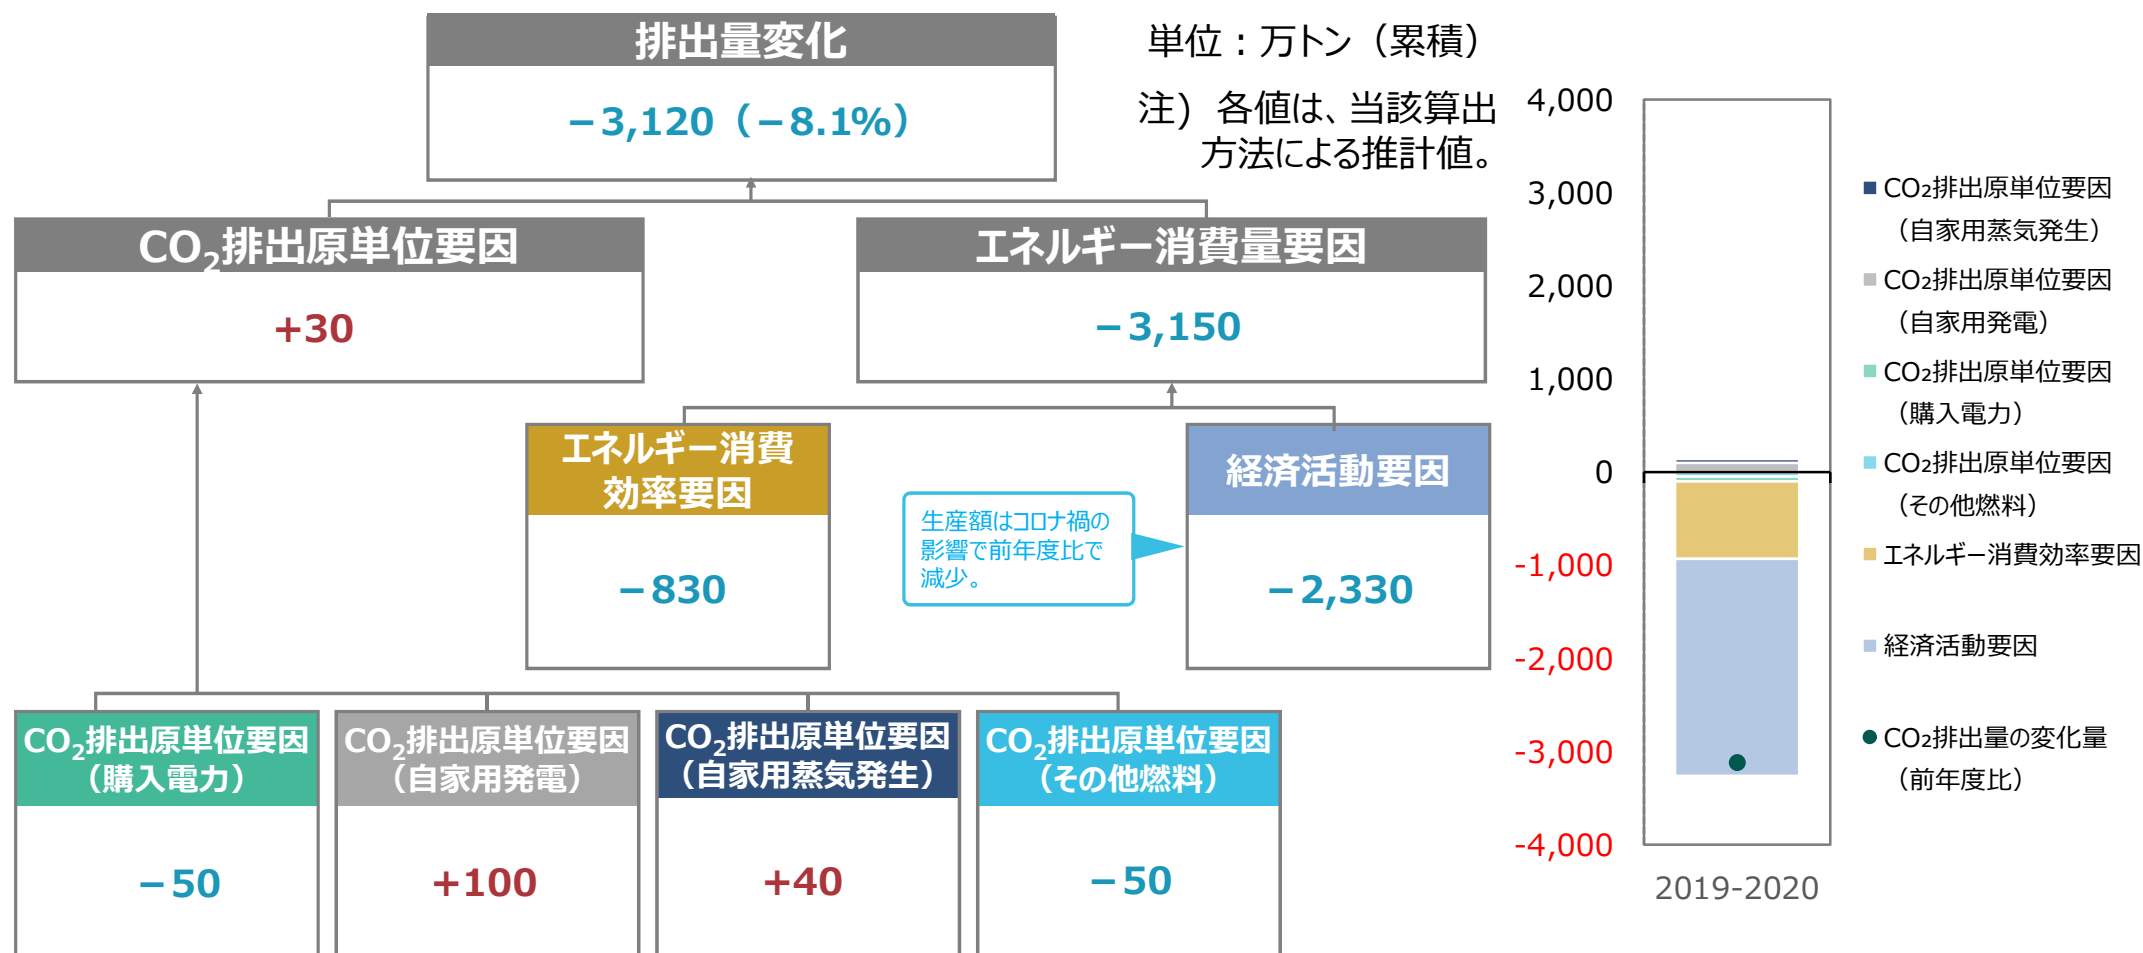 排出量変化
－3,120（－8.1%）
単位：万トン（累積）
注）各値は、当該算出
方法による推計値。
CO₂排出原単位要因
+30
エネルギー消費量要因
－3,150
エネルギー消費
効率要因
－830
生産額はコロナ禍の
影響で前年度比で
減少。
経済活動要因
－2,330
CO₂排出原単位要因
（購入電力）
－50
CO₂排出原単位要因
（自家用発電）
+100
CO₂排出原単位要因
（自家用蒸気発生）
+40
CO₂排出原単位要因
（その他燃料）
－50
4,000
3,000
2,000
1,000
0
-1,000
-2,000
-3,000
-4,000
2019-2020
CO₂排出原単位要因
（自家用蒸気発生）
CO₂排出原単位要因
（自家用発電）
CO₂排出原単位要因
（購入電力）
CO₂排出原単位要因
（その他燃料）
エネルギー消費効率要因
経済活動要因
CO₂排出量の変化量
（前年度比）